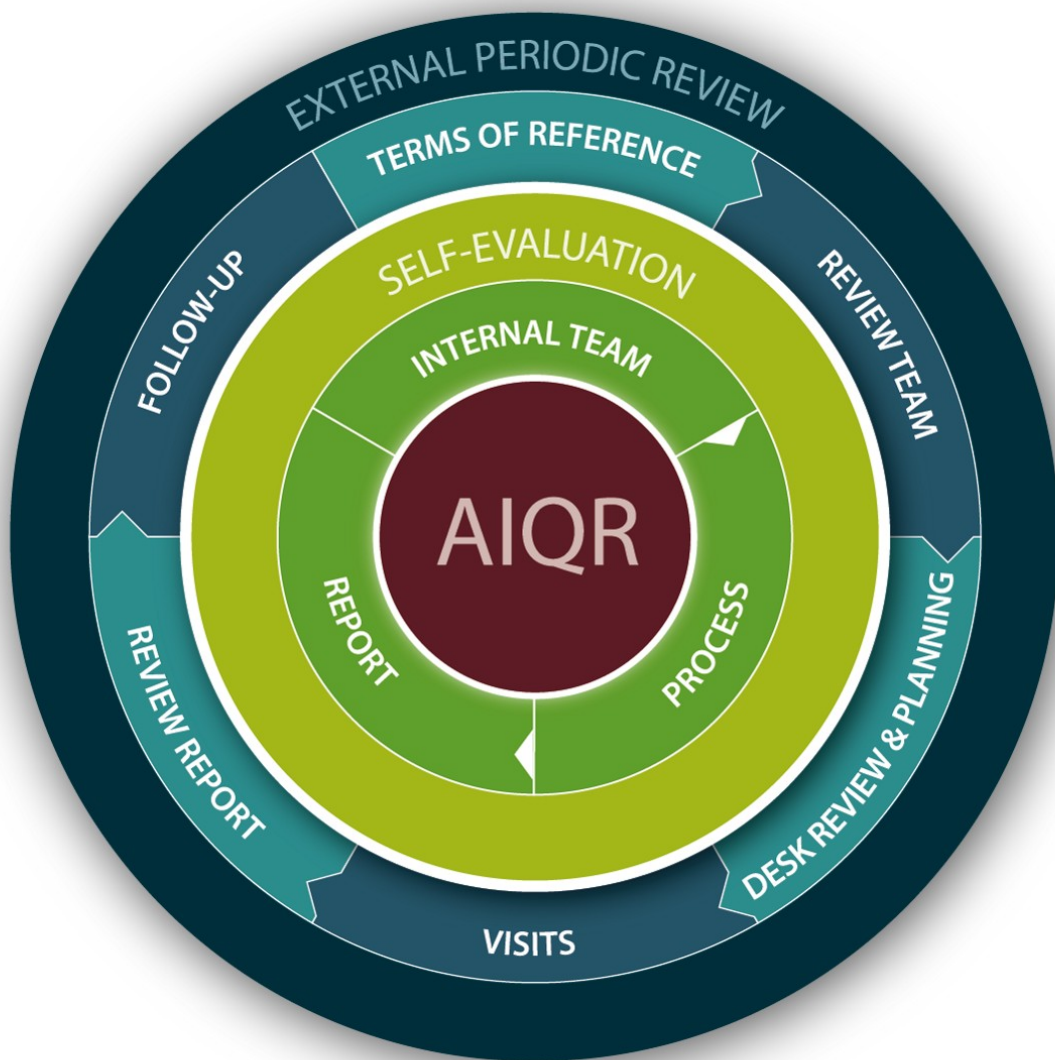 EXTERNAL PERIODIC REVIEW
TERMS OF REFERENCE
REVIEW TEAM
DESK REVIEW & PLANNING
VISITS
REVIEW REPORT
FOLLOW-UP
SELF-EVALUATION
INTERNAL TEAM
PROCESS
REPORT
AIQR